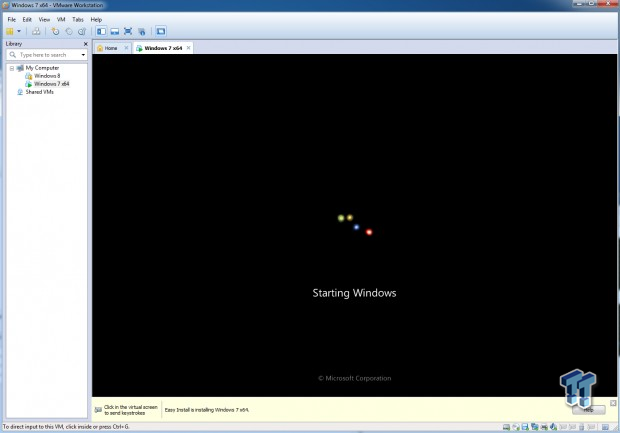 Windows 7 x64 - VMware Workstation
File Edit View VM Tabs Help
Library
Type here to search
My Computer
Windows 8
Windows 7 x64
Shared VMs
Home
Windows 7 x64
Starting Windows
© Microsoft Corporation
Click in the virtual screen
to send keystrokes
Easy Install is installing Windows 7 x64.
Help
To direct input to this VM, click inside or press Ctrl+G.